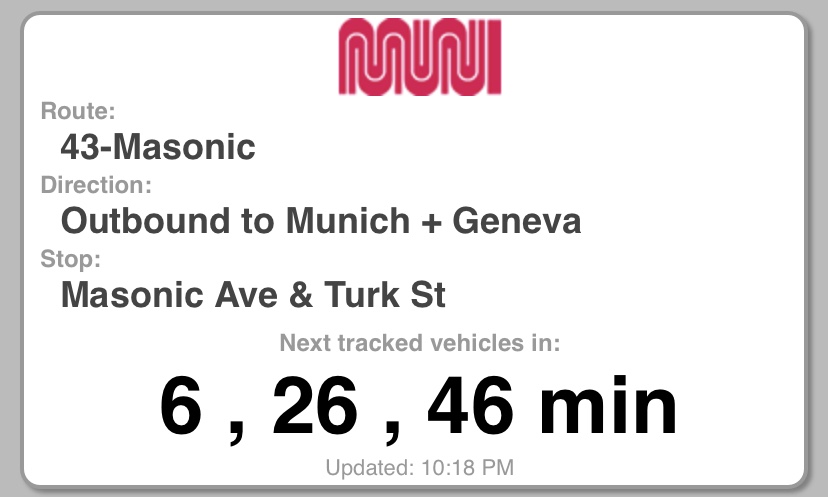 MUNI
Route:
43-Masonic
Direction:
Outbound to Munich + Geneva
Stop:
Masonic Ave & Turk St
Next tracked vehicles in:
6 , 26 , 46 min
Updated: 10:18 PM